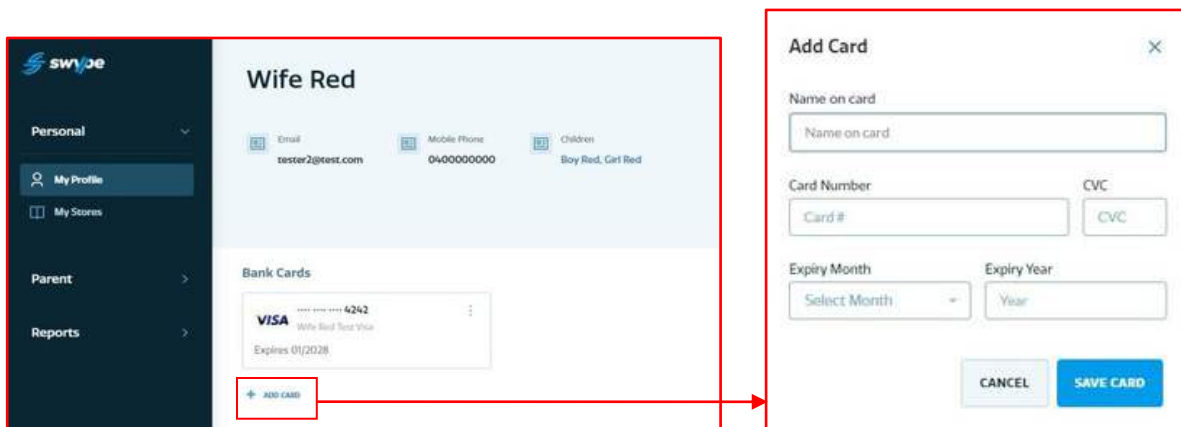 swype
Personal
My Profile
My Stores
Parent
Reports
Wife Red
Email
tester2@test.com
Mobile Phone
0400000000
Children
Boy Red, Girl Red
Bank Cards
VISA
···· ···· ···· 4242
Wife Red Test Visa
Expires 01/2028
+ ADD CARD
Add Card
Name on card
Name on card
Card Number
CVC
Card #
CVC
Expiry Month
Expiry Year
Select Month
Year
CANCEL
SAVE CARD